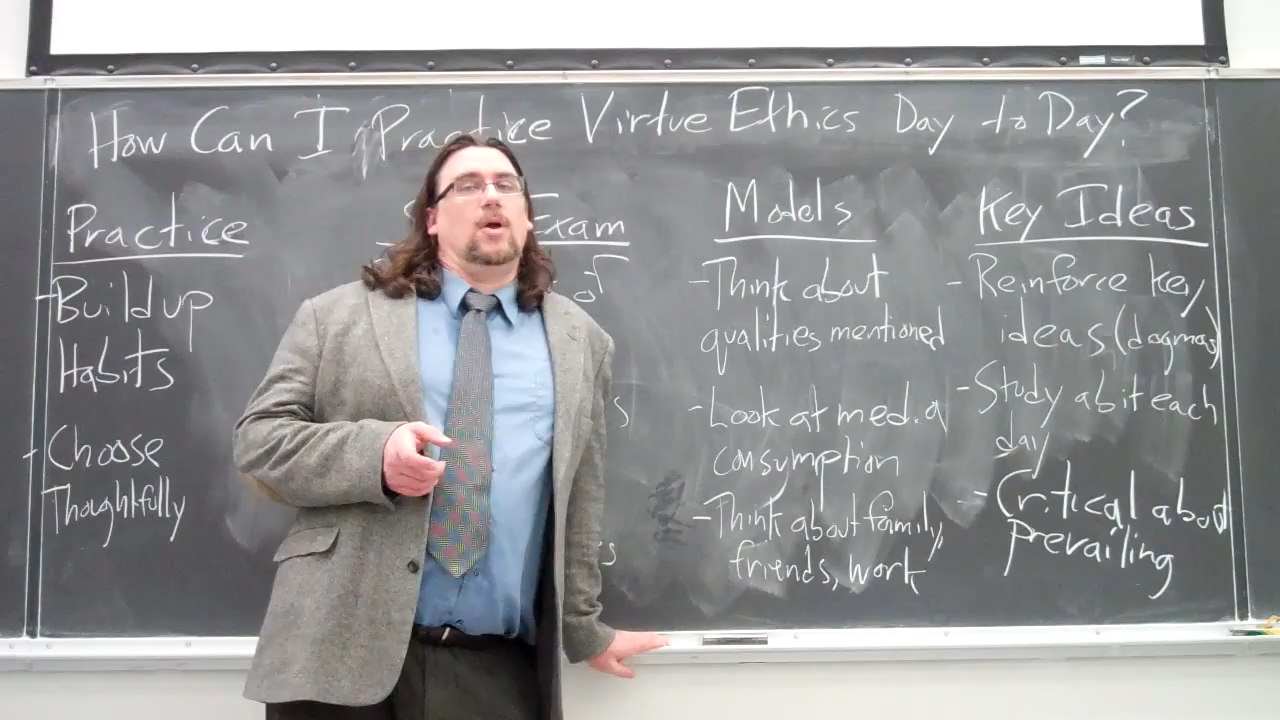 How Can I Practice Virtue Ethics Day to Day?
Practice
- Build up
Habits
- Choose
Thoughtfully
Exam
of
s
s
Models
- Think about
qualities mentioned
- Look at media
consumption
- Think about family,
friends, work
Key Ideas
- Reinforce key
ideas (dogmas)
- Study a bit each
day
- Critical about
prevailing